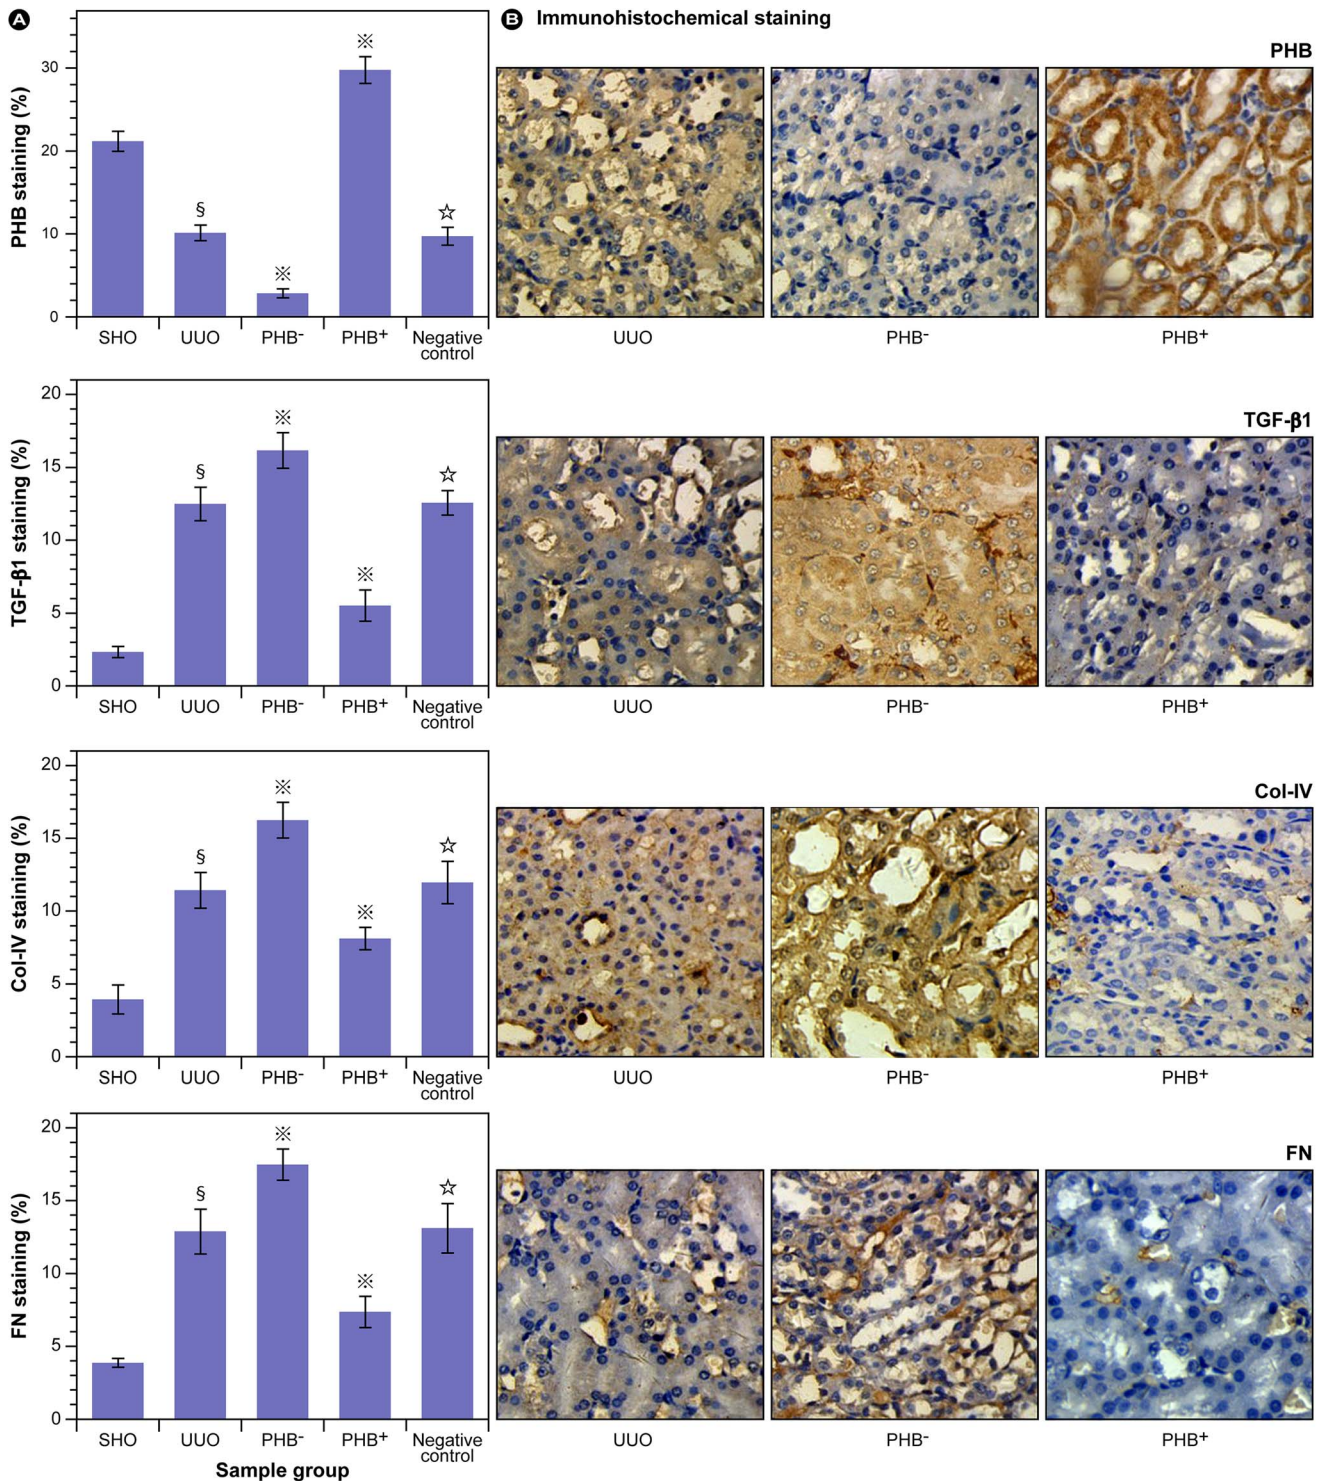 A
B Immunohistochemical staining
PHB
PHB staining (%)
30
20
10
0
※
§
※
☆
SHO UUO PHB- PHB+ Negative
control
UUO PHB- PHB+
TGF-β1
TGF-β1 staining (%)
20
15
10
5
0
※
§
☆
※
SHO UUO PHB- PHB+ Negative
control
UUO PHB- PHB+
Col-IV
Col-IV staining (%)
20
15
10
5
0
※
☆
§
※
SHO UUO PHB- PHB+ Negative
control
UUO PHB- PHB+
FN
FN staining (%)
20
15
10
5
0
※
☆
§
※
SHO UUO PHB- PHB+ Negative
control
UUO PHB- PHB+
Sample group